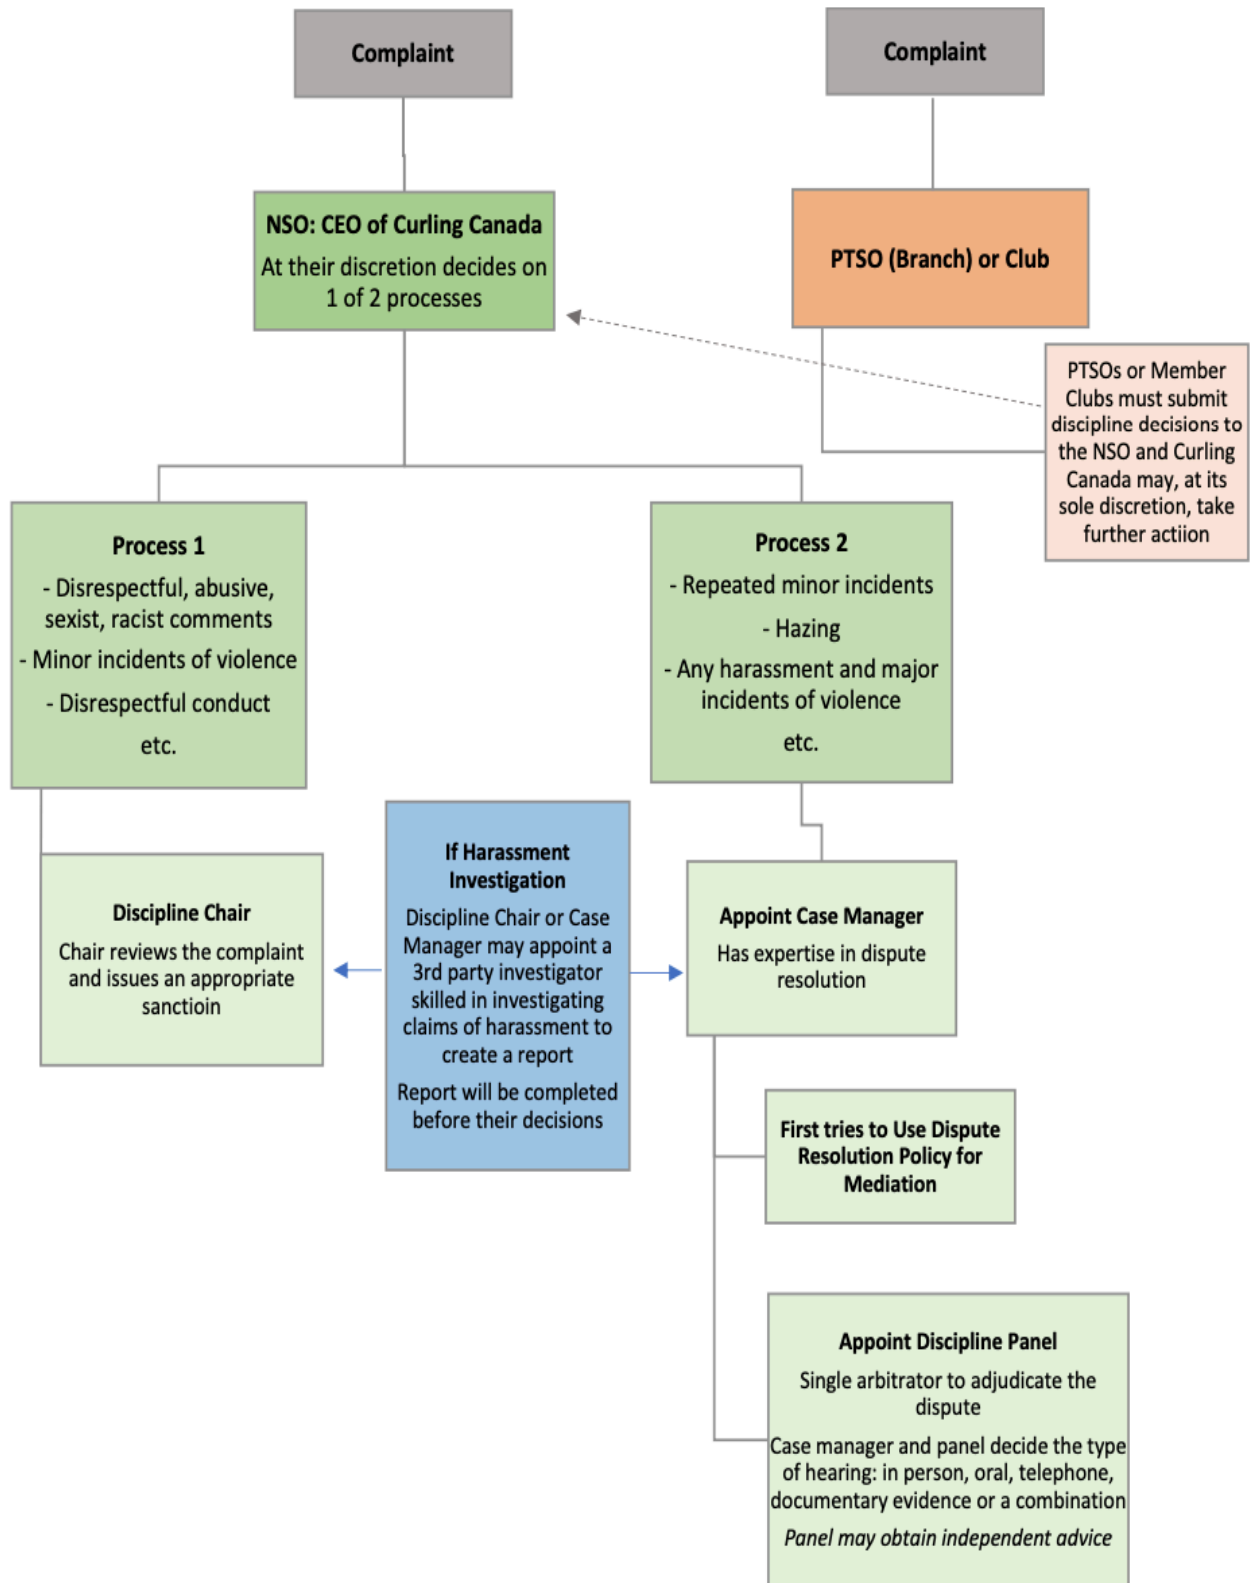 Complaint
Complaint
NSO: CEO of Curling Canada
At their discretion decides on
1 of 2 processes
PTSO (Branch) or Club
PTSOs or Member
Clubs must submit
discipline decisions to
the NSO and Curling
Canada may, at its
sole discretion, take
further actiion
Process 1
- Disrespectful, abusive,
sexist, racist comments
- Minor incidents of violence
- Disrespectful conduct
etc.
Process 2
- Repeated minor incidents
- Hazing
- Any harassment and major
incidents of violence
etc.
If Harassment
Investigation
Discipline Chair or Case
Manager may appoint a
3rd party investigator
skilled in investigating
claims of harassment to
create a report
Report will be completed
before their decisions
Discipline Chair
Chair reviews the complaint
and issues an appropriate
sanctioin
Appoint Case Manager
Has expertise in dispute
resolution
First tries to Use Dispute
Resolution Policy for
Mediation
Appoint Discipline Panel
Single arbitrator to adjudicate the
dispute
Case manager and panel decide the type
of hearing: in person, oral, telephone,
documentary evidence or a combination
Panel may obtain independent advice